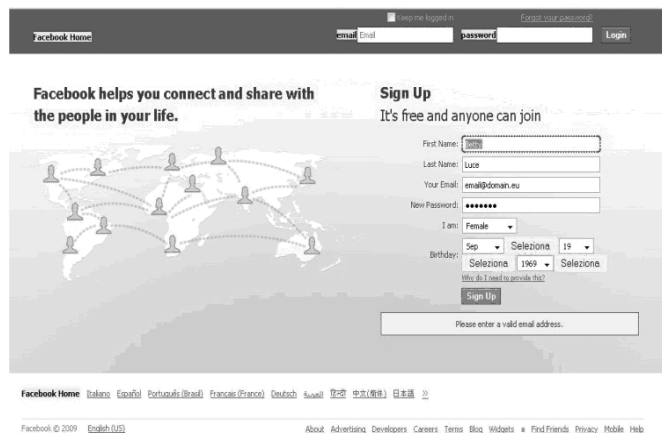 Keep me logged in Forgot your password?
Facebook Home email Email password Login
Facebook helps you connect and share with
the people in your life.
Sign Up
It's free and anyone can join
First Name: Betty
Last Name: Luce
Your Email: email@domain.eu
New Password: •••••••
I am: Female
Birthday: Sep Seleziona 19
Seleziona 1969 Seleziona
Why do I need to provide this?
Sign Up
Please enter a valid email address.
Facebook Home Italiano Español Português (Brasil) Français (France) Deutsch العربية हिन्दी 中文(简体) 日本語 »
Facebook © 2009 English (US) About Advertising Developers Careers Terms Blog Widgets Find Friends Privacy Mobile Help